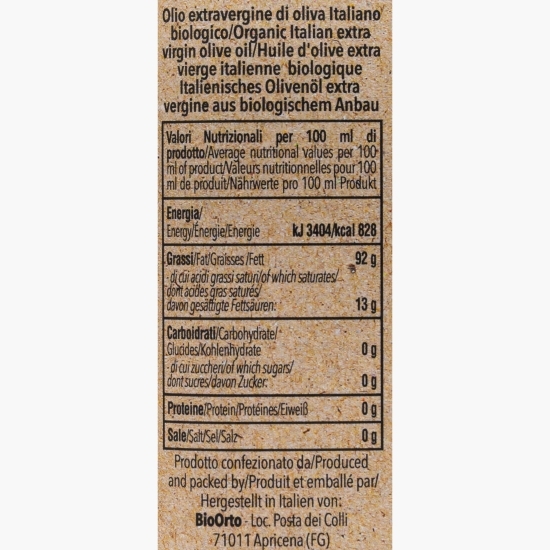 Olio extravergine di oliva Italiano
biologico/Organic Italian extra
virgin olive oil/Huile d'olive extra
vierge italienne biologique
Italienisches Olivenöl extra
vergine aus biologischem Anbau
Valori Nutrizionali per 100 ml di
prodotto/Average nutritional values per 100
ml of product/Valeurs nutritionnelles pour 100
ml de produit/Nährwerte pro 100 ml Produkt
Energia/
Energy/Énergie/Energie kJ 3404/kcal 828
Grassi/Fat/Graisses/Fett 92 g
- di cui acidi grassi saturi/of which saturates/
dont acides gras saturés/
davon gesättigte Fettsäuren: 13 g
Carboidrati/Carbohydrate/
Glucides/Kohlenhydrate 0 g
- di cui zuccheri/of which sugars/
dont sucres/davon Zucker: 0 g
Proteine/Protein/Protéines/Eiweiß 0 g
Sale/Salt/Sel/Salz 0 g
Prodotto confezionato da/Produced
and packed by/Produit et emballé par/
Hergestellt in Italien von:
BioOrto - Loc. Posta dei Colli
71011 Apricena (FG)